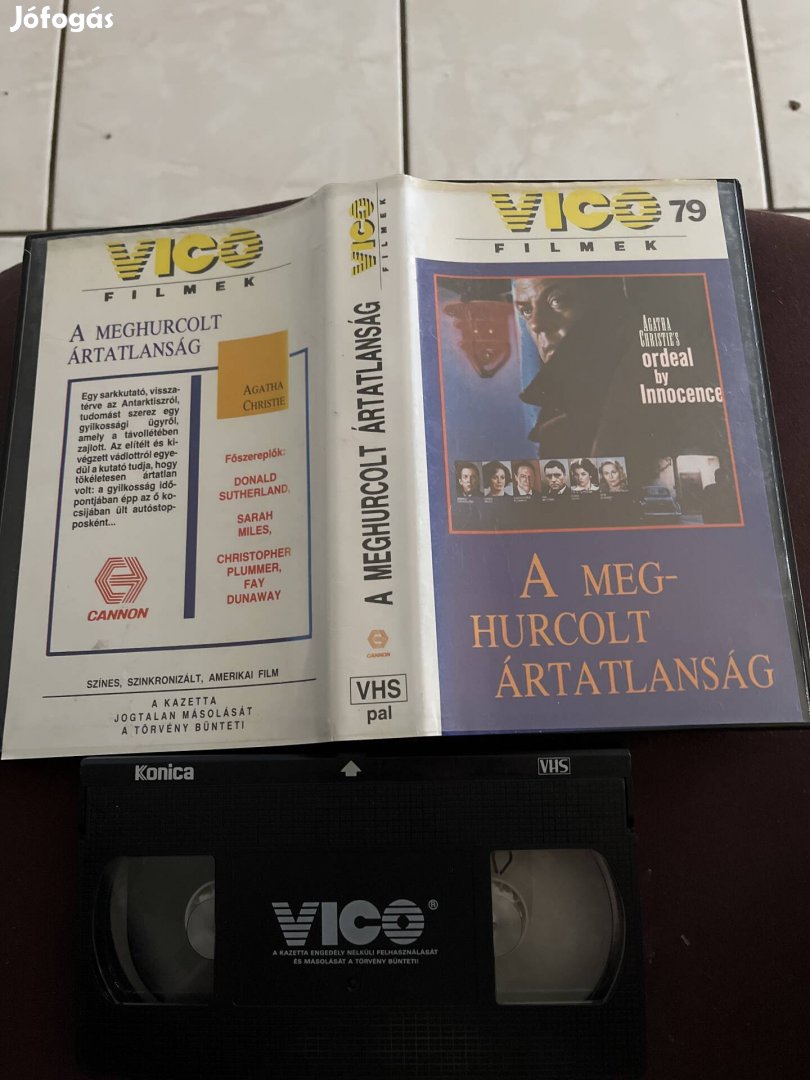 Jófogás
VICO
FILMEK
A MEGHURCOLT
ÁRTATLANSÁG
Egy sarkkutató, vissza-
térve az Antarktiszról,
tudomást szerez egy
gyilkossági ügyről,
amely a távollétében
zajlott. Az elítélt és ki-
végzett vádlottról egye-
dül a kutató tudja, hogy
tökéletesen ártatlan
volt: a gyilkosság idő-
pontjában épp az ő ko-
csijában ült autóstop-
posként...
CANNON
AGATHA
CHRISTIE
Főszereplők:
DONALD
SUTHERLAND,
SARAH
MILES,
CHRISTOPHER
PLUMMER,
FAY
DUNAWAY
SZÍNES, SZINKRONIZÁLT, AMERIKAI FILM
A KAZETTA
JOGTALAN MÁSOLÁSÁT
A TÖRVÉNY BÜNTETI
VICO
FILMEK
A MEGHURCOLT ÁRTATLANSÁG
CANNON
VHS
pal
VICO 79
FILMEK
AGATHA
CHRISTIE'S
ordeal
by
Innocence
A MEG-
HURCOLT
ÁRTATLANSÁG
Konica
VHS
VICO®
A KAZETTA ENGEDÉLY NÉLKÜLI FELHASZNÁLÁSÁT
ÉS MÁSOLÁSÁT A TÖRVÉNY BÜNTETI!